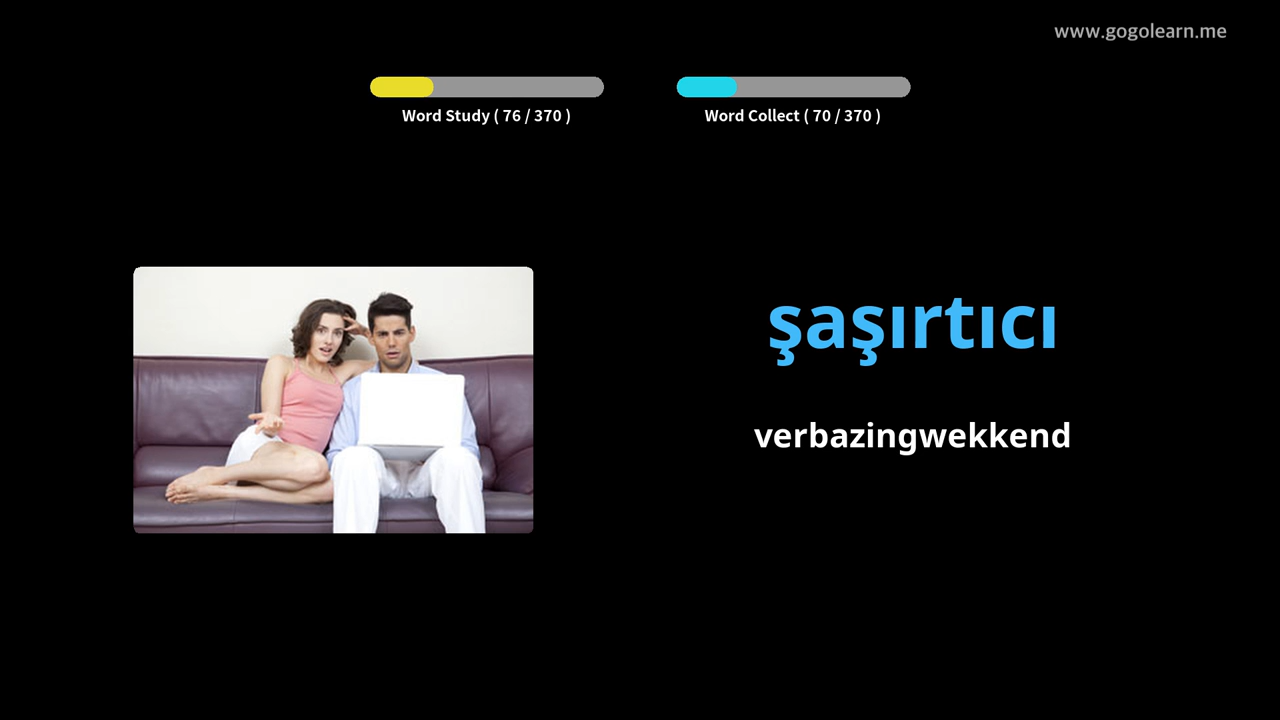 www.gogolearn.me
Word Study ( 76 / 370 )
Word Collect ( 70 / 370 )
şaşırtıcı
verbazingwekkend